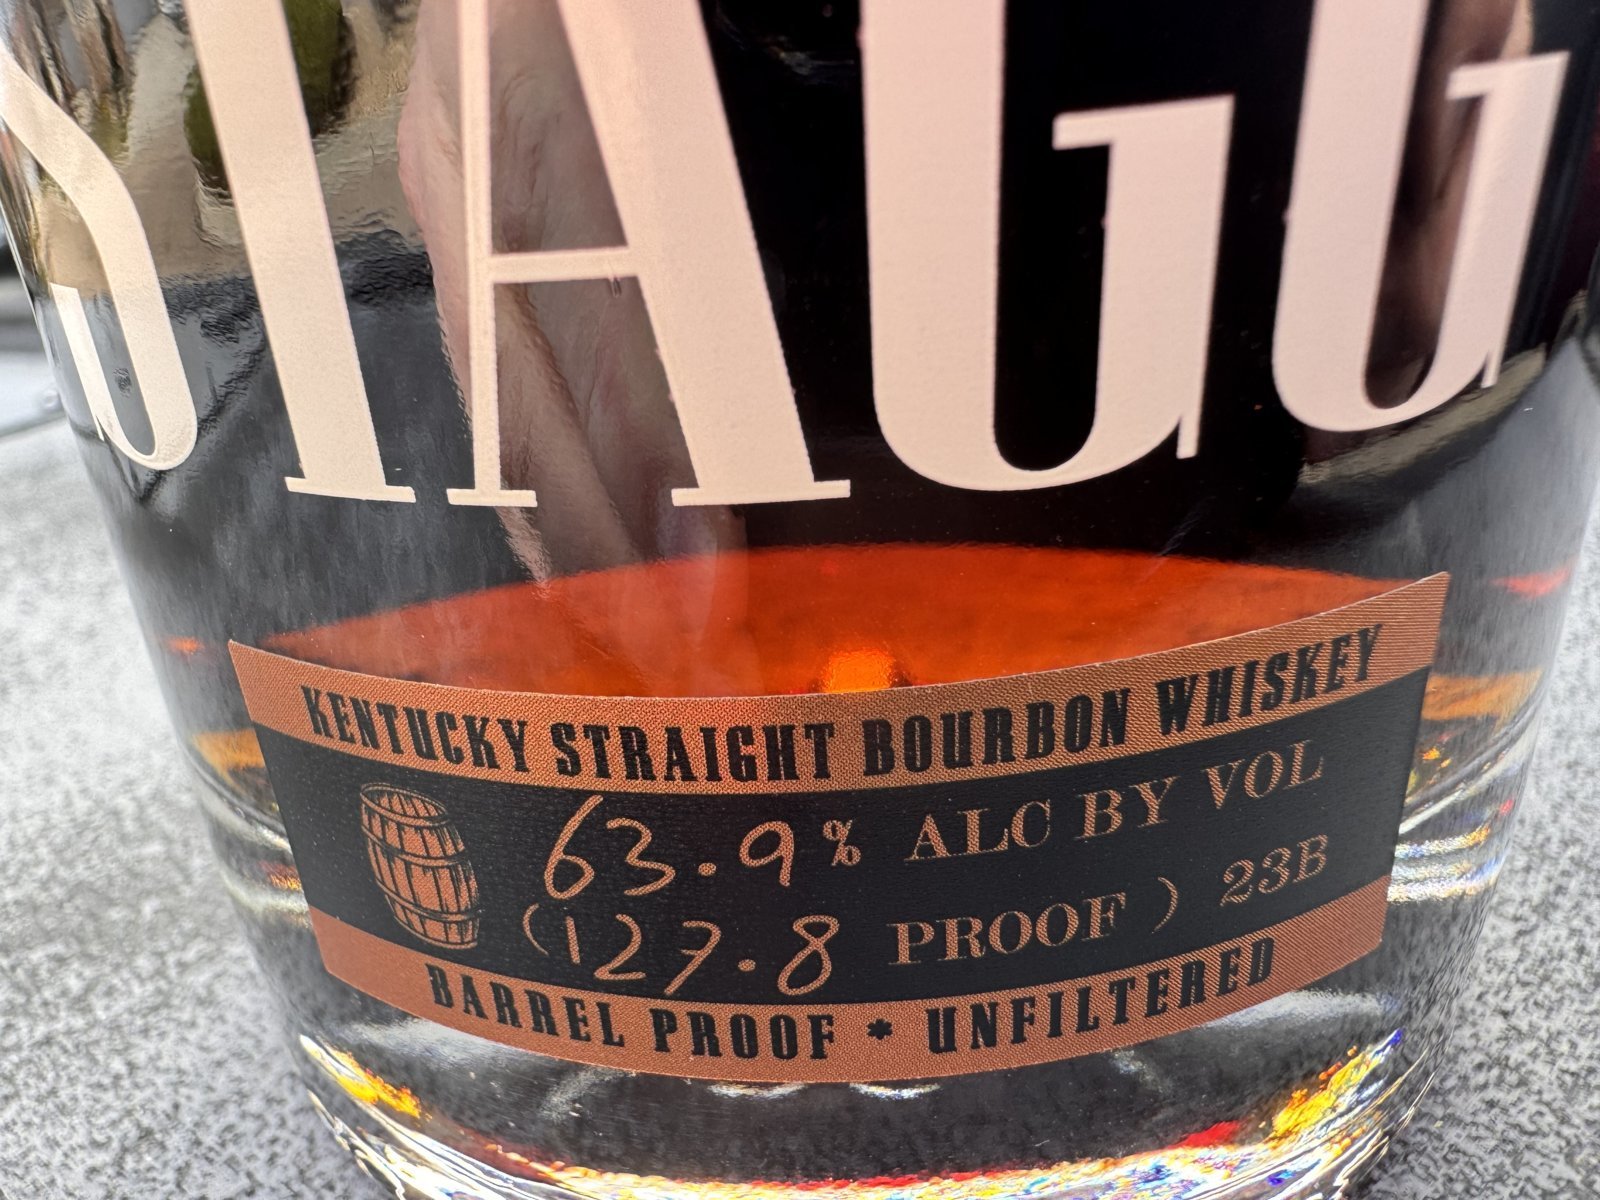 STAGG
KENTUCKY STRAIGHT BOURBON WHISKEY
63.9% ALC BY VOL
(127.8 PROOF) 23B
BARREL PROOF * UNFILTERED